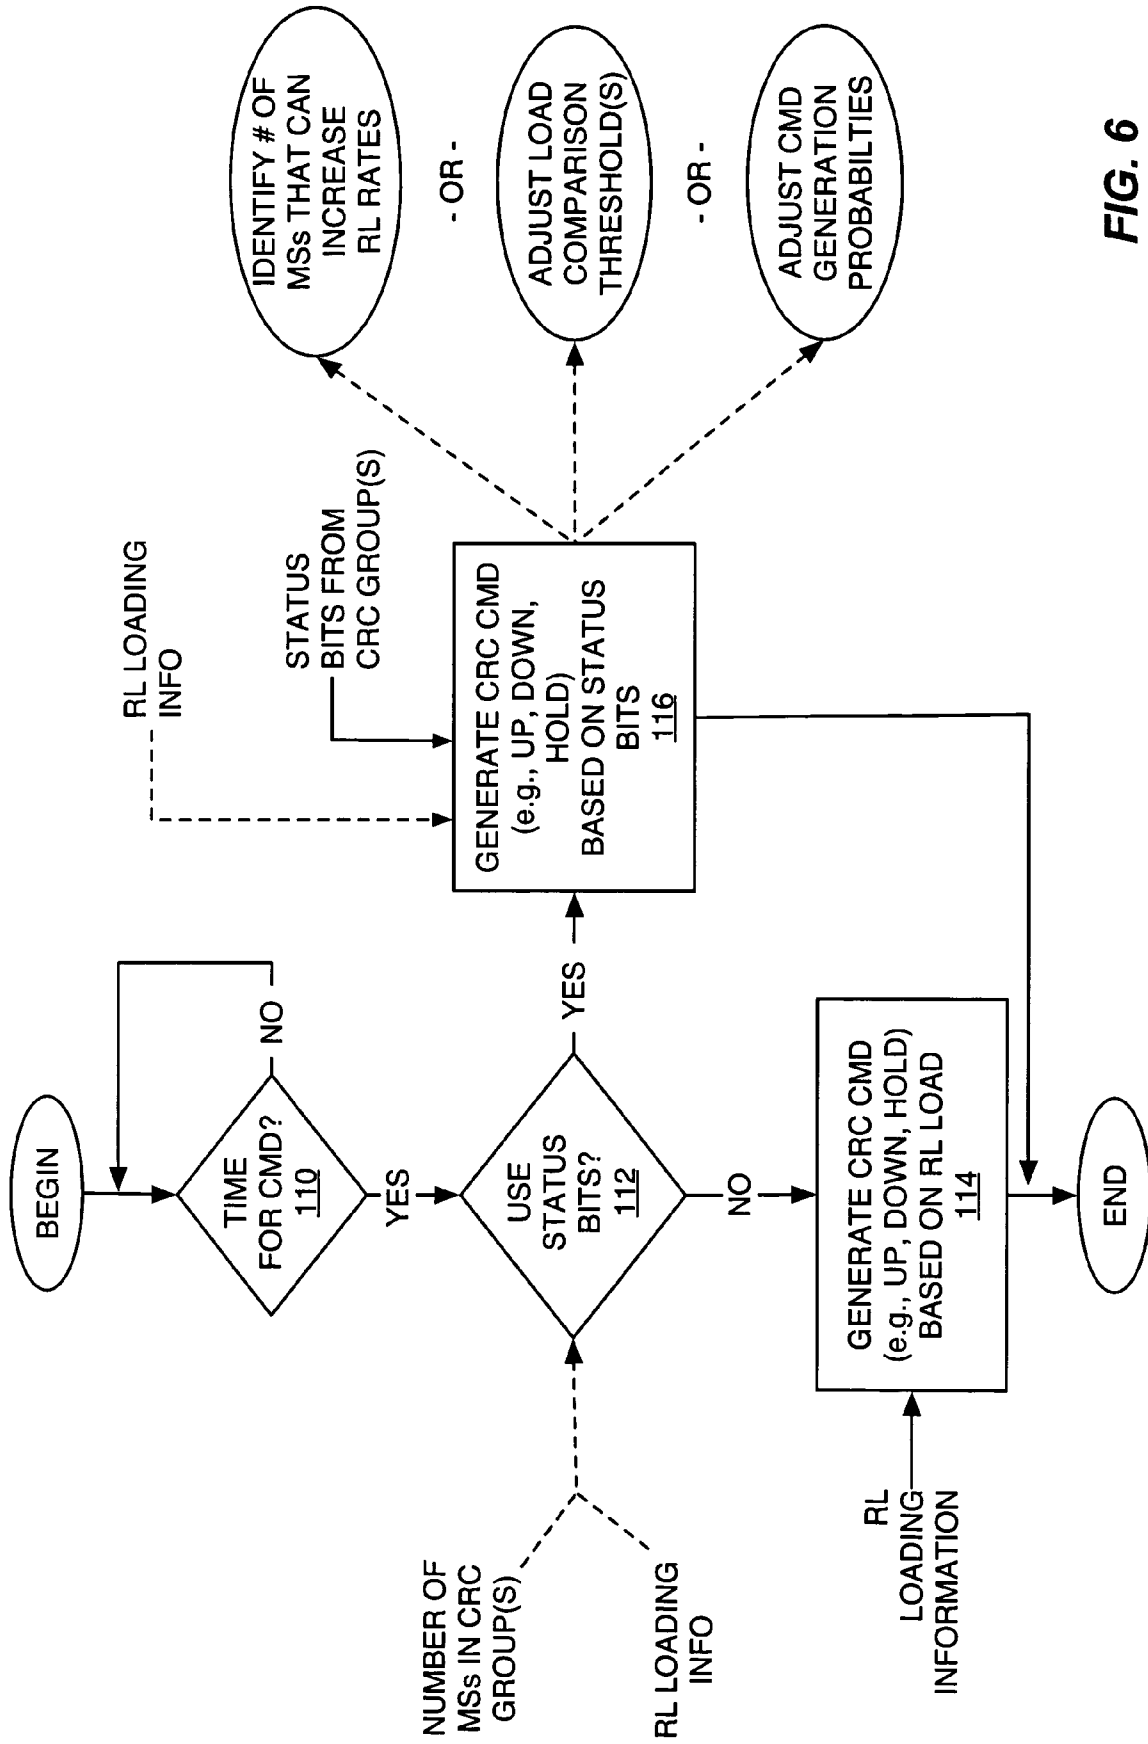 BEGIN
TIME
FOR CMD?
110
NO
YES
NUMBER OF
MSs IN CRC
GROUP(S)
RL LOADING
INFO
USE
STATUS
BITS?
112
YES
NO
RL LOADING
INFO
STATUS
BITS FROM
CRC GROUP(S)
GENERATE CRC CMD
(e.g., UP, DOWN,
HOLD)
BASED ON STATUS
BITS
116
IDENTIFY # OF
MSs THAT CAN
INCREASE
RL RATES
- OR -
ADJUST LOAD
COMPARISON
THRESHOLD(S)
- OR -
ADJUST CMD
GENERATION
PROBABILTIES
RL
LOADING
INFORMATION
GENERATE CRC CMD
(e.g., UP, DOWN, HOLD)
BASED ON RL LOAD
114
END
FIG. 6